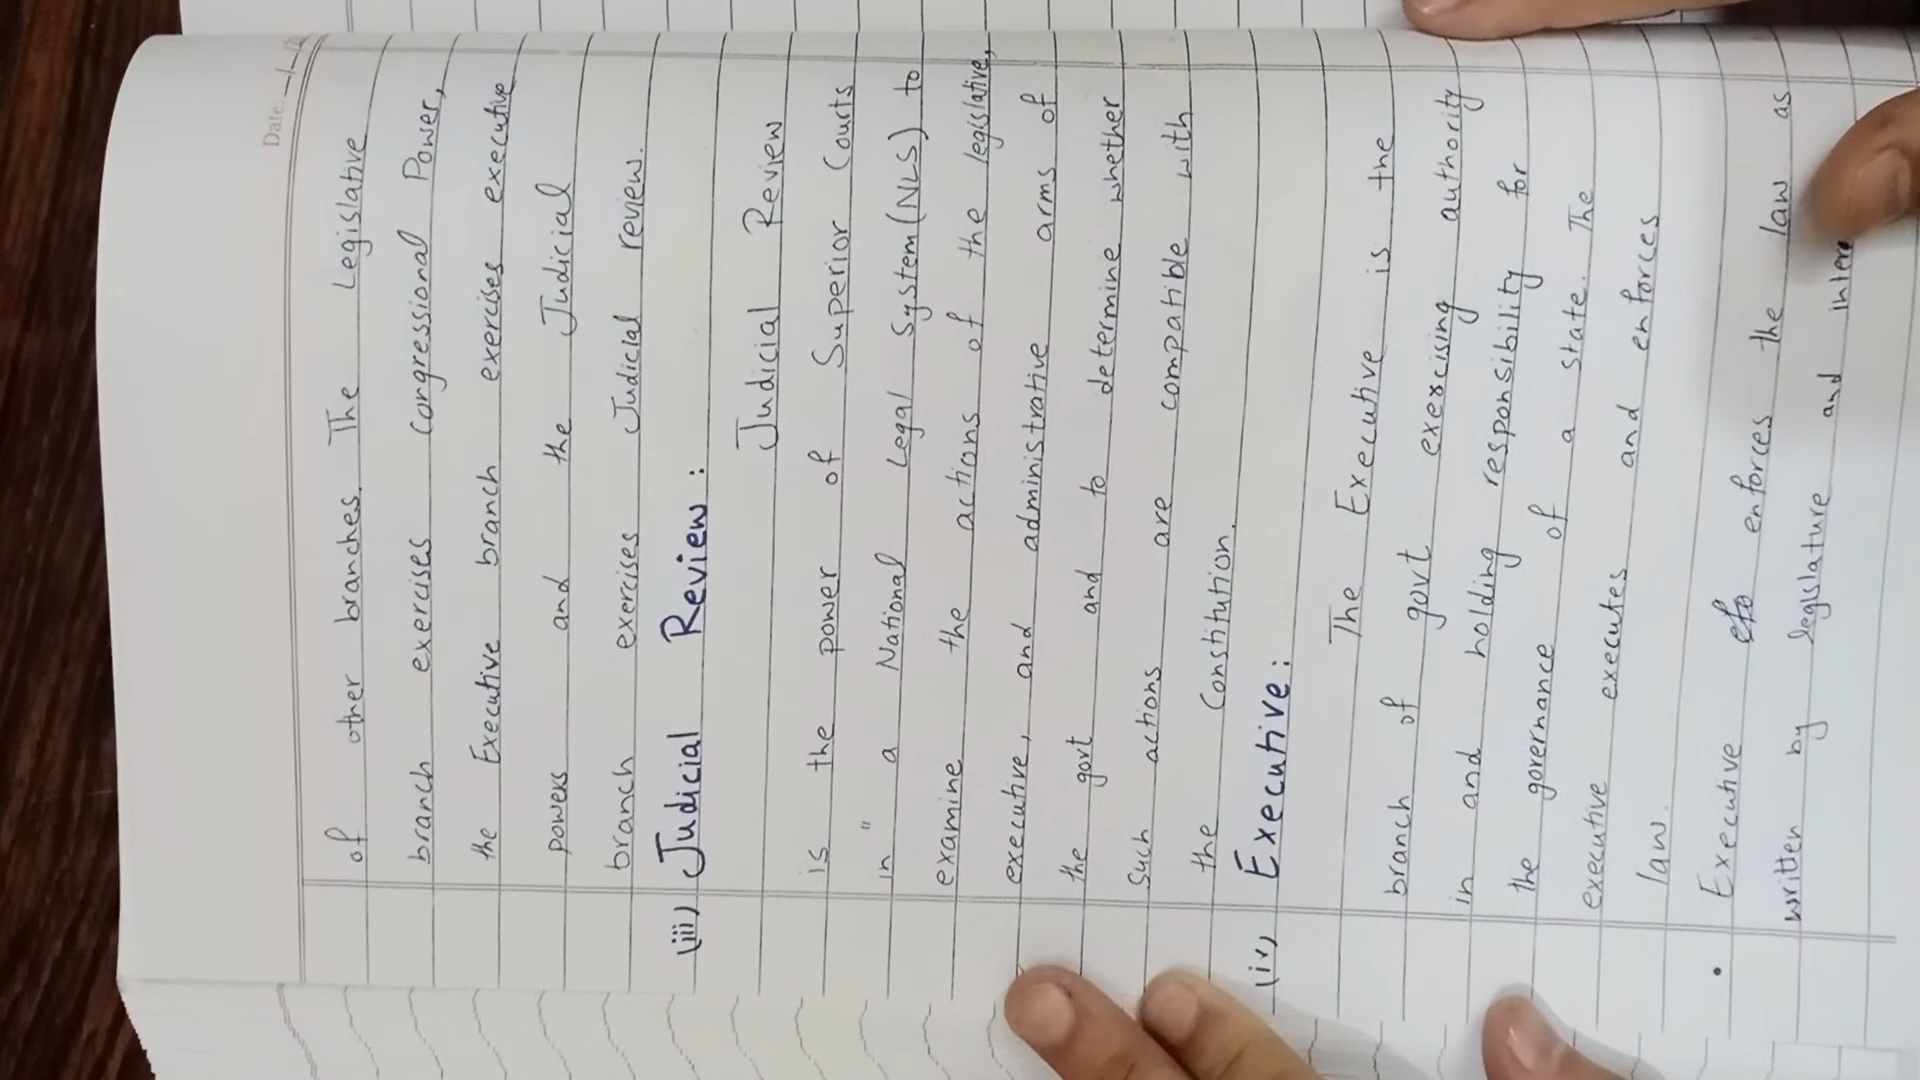 Date:
of other branches. The Legislative
branch exercises Congressional Power,
the Executive branch exercises executive
powers and the Judicial
branch exercises Judicial review.
(iii) Judicial Review:
Judicial Review
is the power of Superior Courts
in " a National Legal System (NLS) to
examine the actions of the legislative,
executive, and administrative arms of
the govt and to determine whether
such actions are compatible with
the Constitution.
(iv) Executive:
The Executive is the
branch of govt exercising authority
in and holding responsibility for
the governance of a state. The
executive executes and enforces
law.
• Executive enforces the law as
written by legislature and